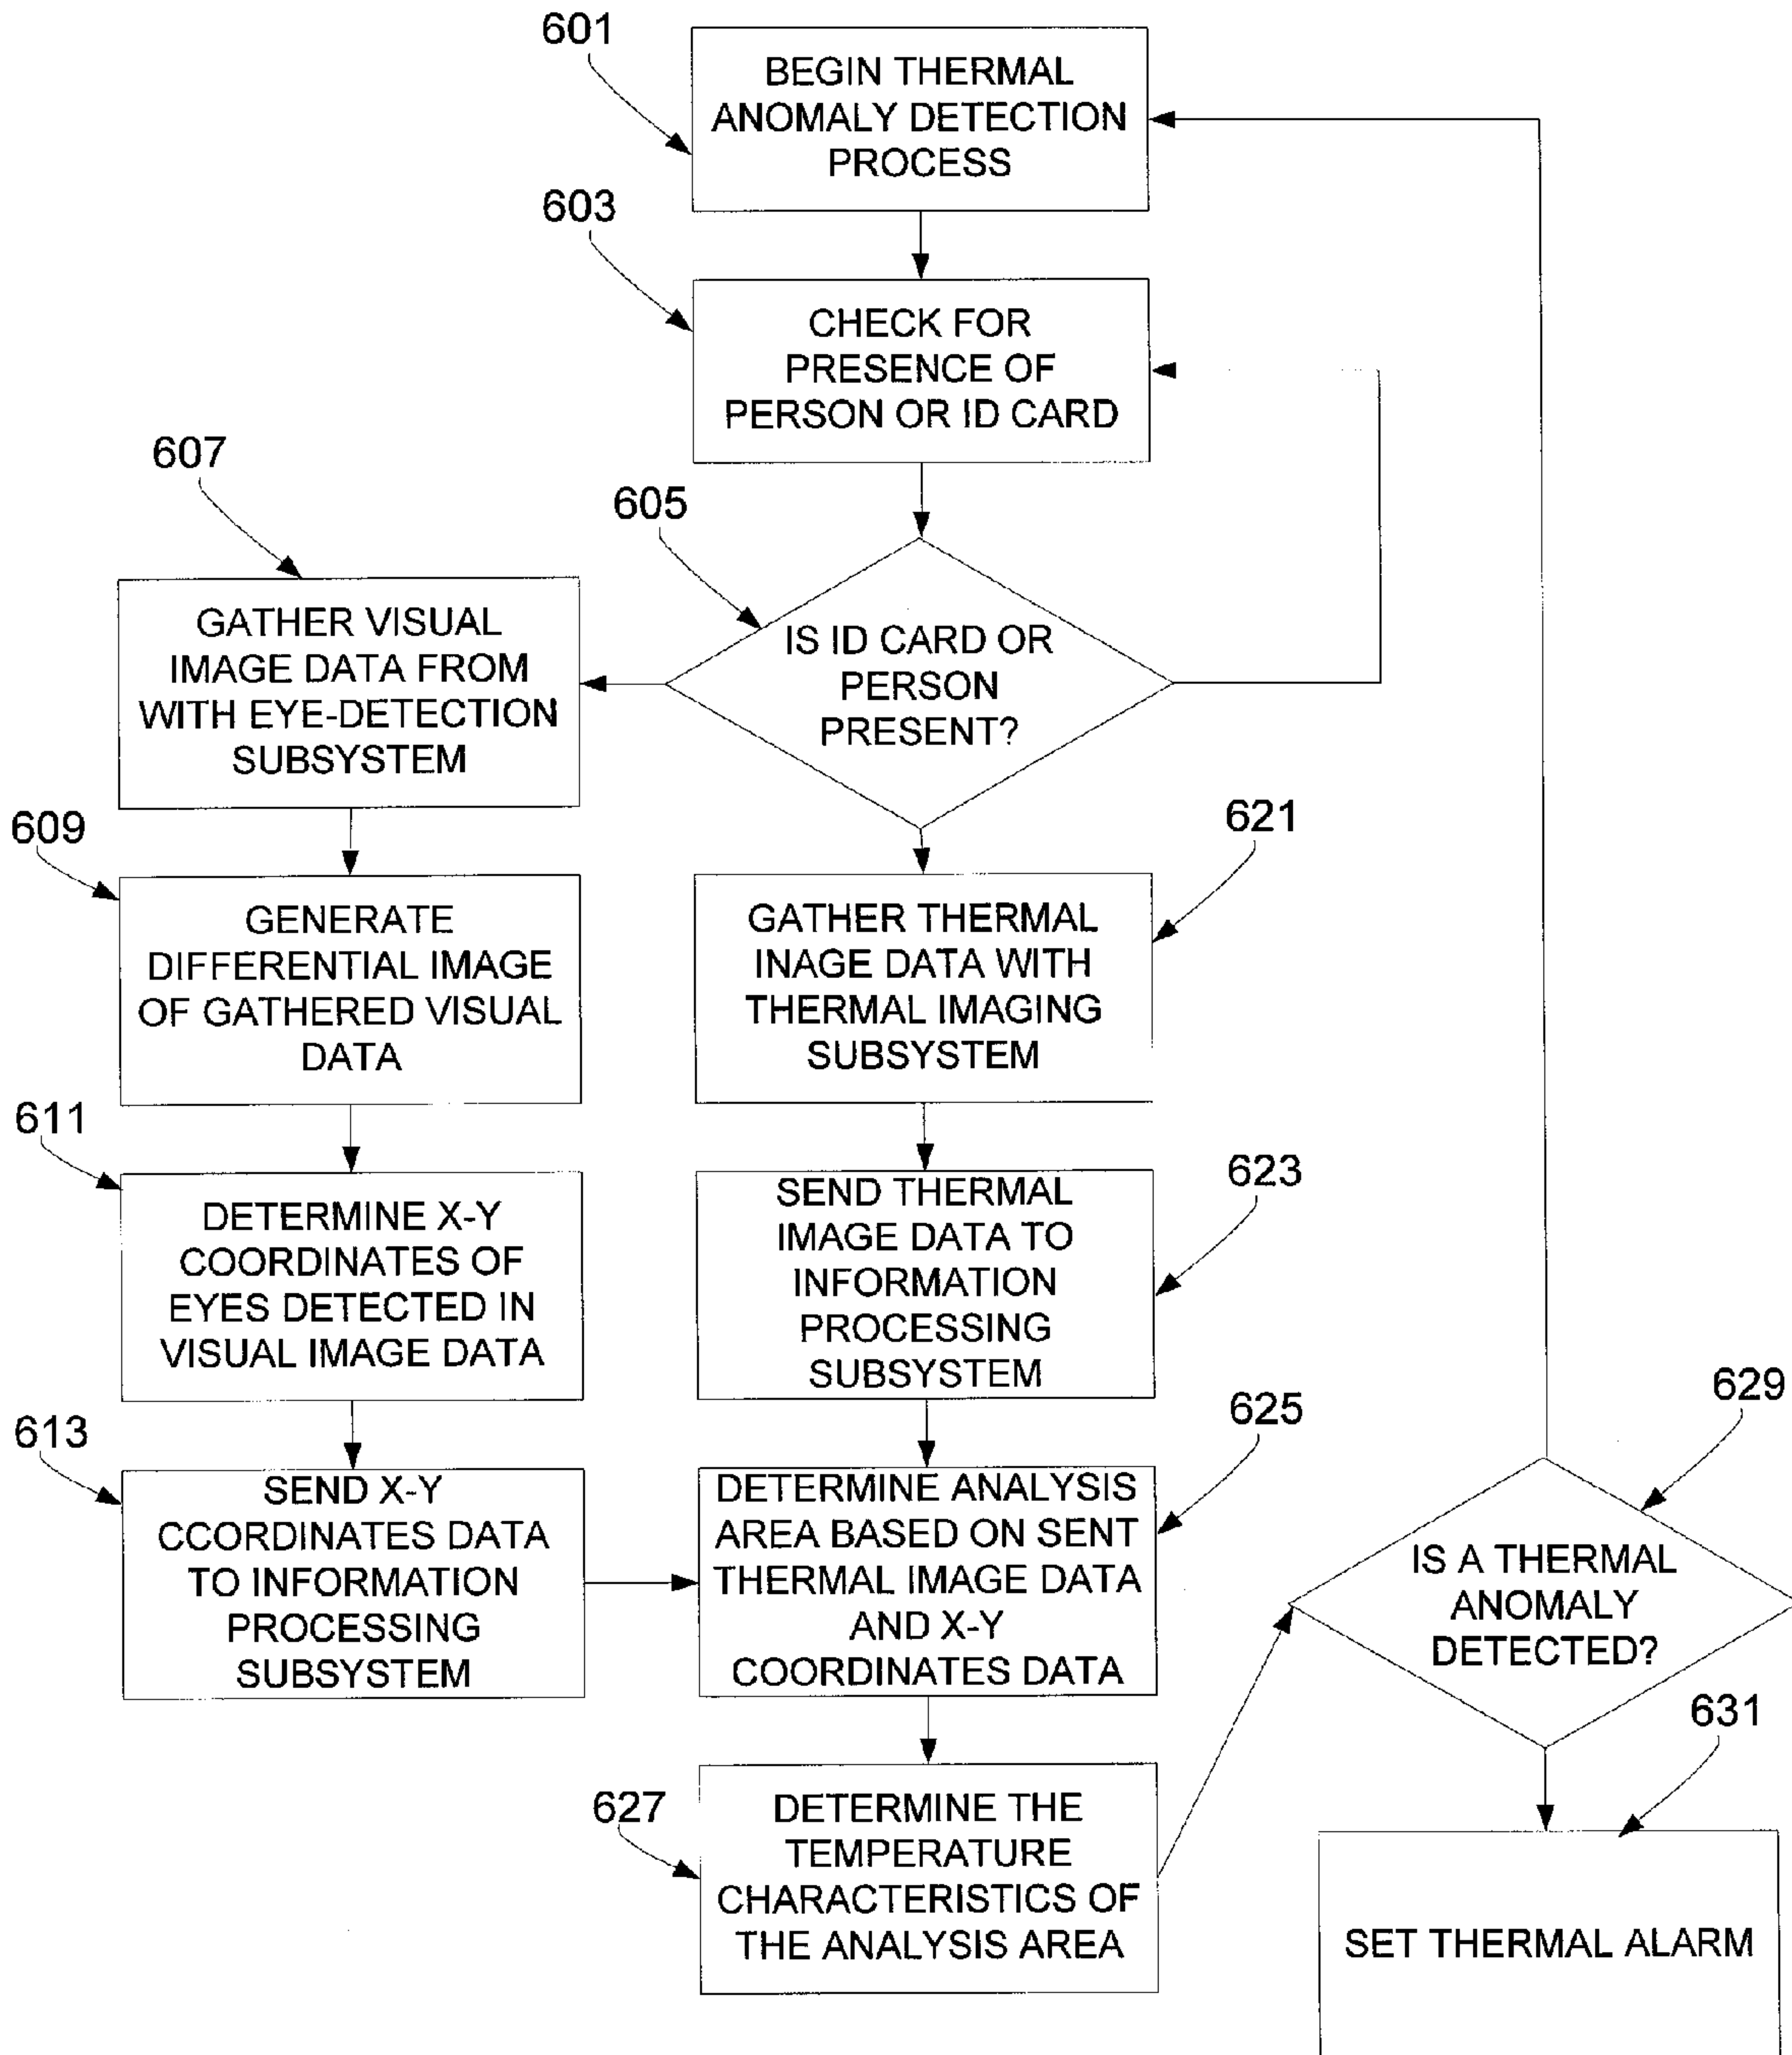 601
BEGIN THERMAL
ANOMALY DETECTION
PROCESS
603
CHECK FOR
PRESENCE OF
PERSON OR ID CARD
605
IS ID CARD OR
PERSON
PRESENT?
607
GATHER VISUAL
IMAGE DATA FROM
WITH EYE-DETECTION
SUBSYSTEM
609
GENERATE
DIFFERENTIAL IMAGE
OF GATHERED VISUAL
DATA
611
DETERMINE X-Y
COORDINATES OF
EYES DETECTED IN
VISUAL IMAGE DATA
613
SEND X-Y
CCORDINATES DATA
TO INFORMATION
PROCESSING
SUBSYSTEM
621
GATHER THERMAL
INAGE DATA WITH
THERMAL IMAGING
SUBSYSTEM
623
SEND THERMAL
IMAGE DATA TO
INFORMATION
PROCESSING
SUBSYSTEM
625
DETERMINE ANALYSIS
AREA BASED ON SENT
THERMAL IMAGE DATA
AND X-Y
COORDINATES DATA
627
DETERMINE THE
TEMPERATURE
CHARACTERISTICS OF
THE ANALYSIS AREA
629
IS A THERMAL
ANOMALY
DETECTED?
631
SET THERMAL ALARM